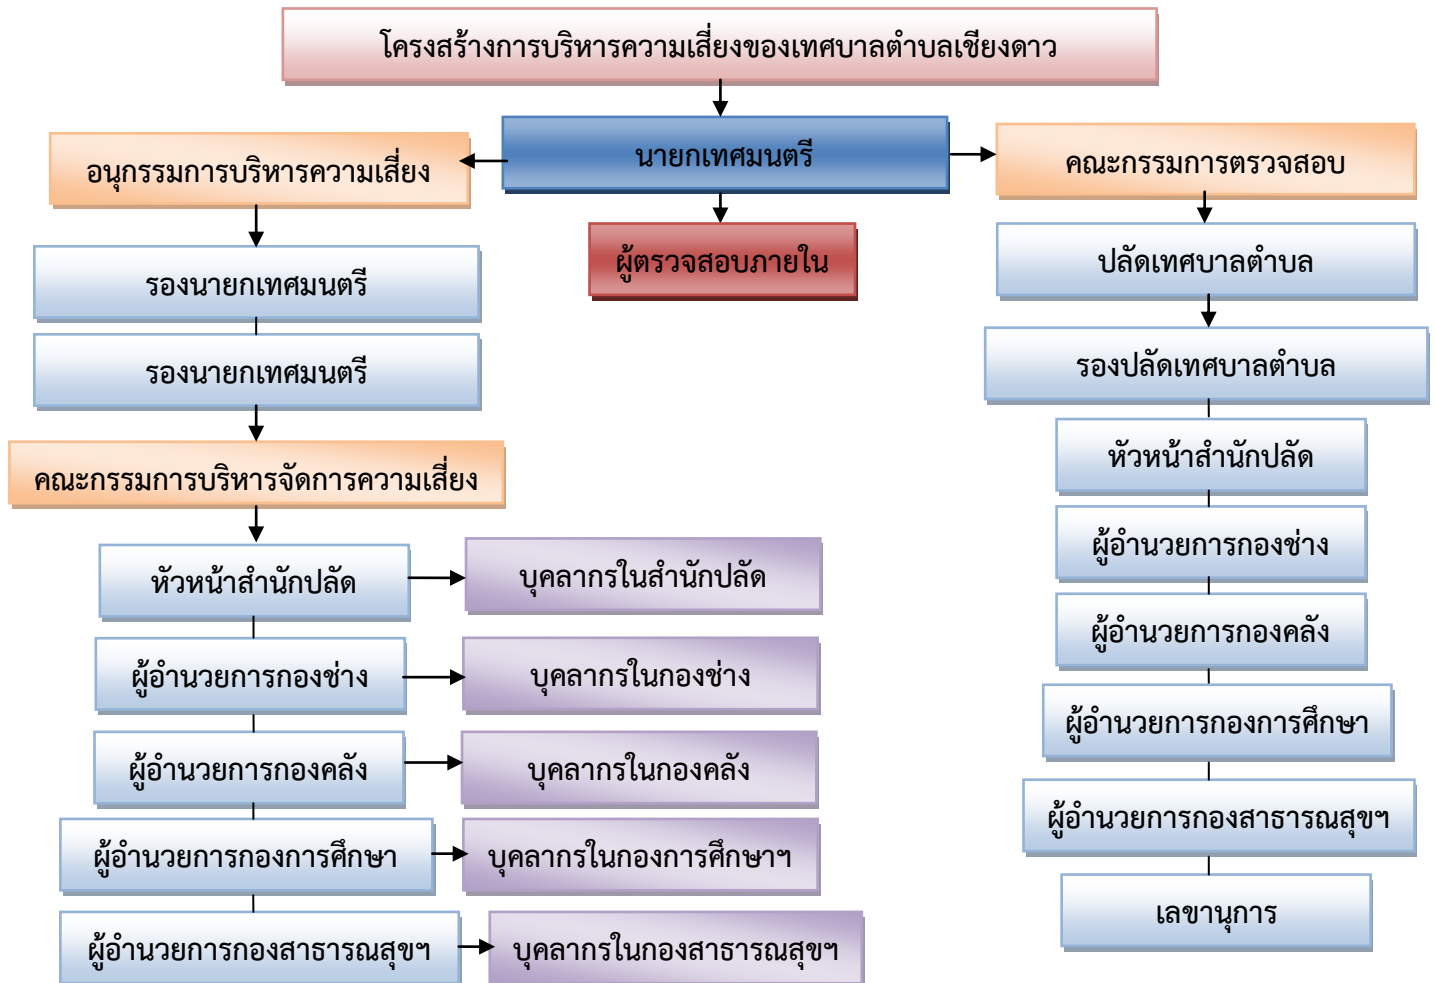 โครงสร้างการบริหารความเสี่ยงของเทศบาลตำบลเชียงดาว
นายกเทศมนตรี
อนุกรรมการบริหารความเสี่ยง
คณะกรรมการตรวจสอบ
ผู้ตรวจสอบภายใน
รองนายกเทศมนตรี
รองนายกเทศมนตรี
คณะกรรมการบริหารจัดการความเสี่ยง
หัวหน้าสำนักปลัด
บุคลากรในสำนักปลัด
ผู้อำนวยการกองช่าง
บุคลากรในกองช่าง
ผู้อำนวยการกองคลัง
บุคลากรในกองคลัง
ผู้อำนวยการกองการศึกษา
บุคลากรในกองการศึกษาฯ
ผู้อำนวยการกองสาธารณสุขฯ
บุคลากรในกองสาธารณสุขฯ
ปลัดเทศบาลตำบล
รองปลัดเทศบาลตำบล
หัวหน้าสำนักปลัด
ผู้อำนวยการกองช่าง
ผู้อำนวยการกองคลัง
ผู้อำนวยการกองการศึกษา
ผู้อำนวยการกองสาธารณสุขฯ
เลขานุการ